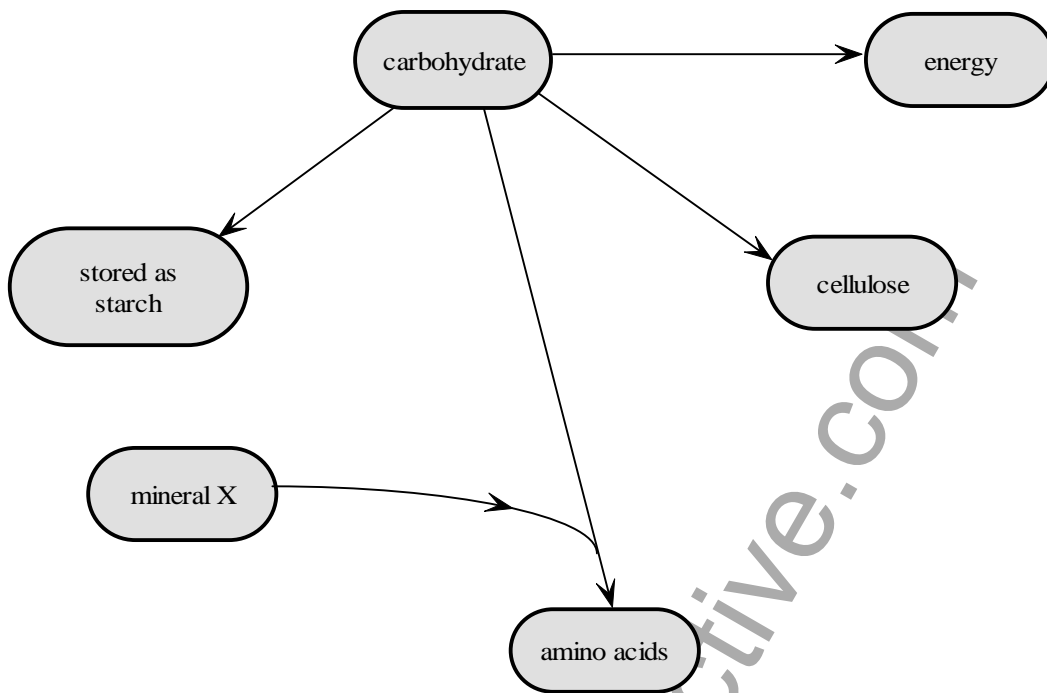 carbohydrate
energy
stored as
starch
cellulose
mineral X
amino acids